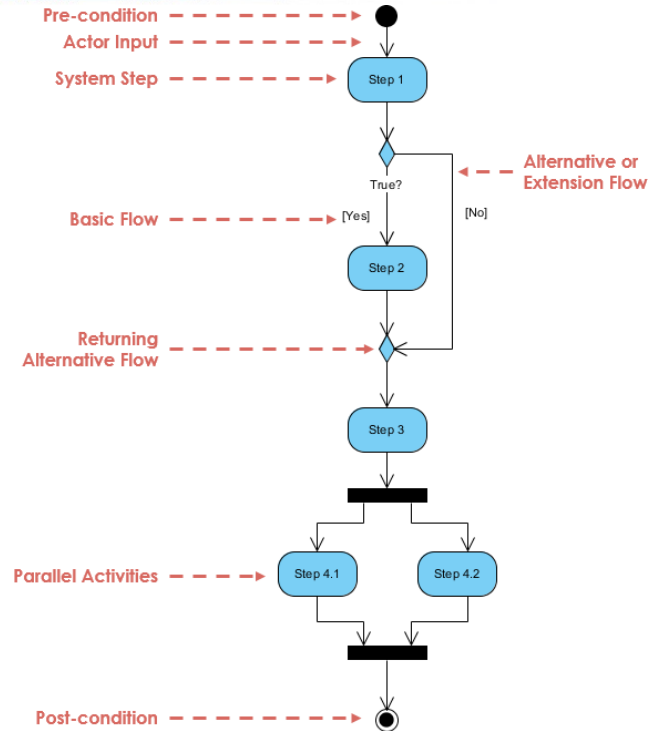 Pre-condition
Actor Input
System Step
Step 1
Alternative or
Extension Flow
True?
Basic Flow
[Yes]
[No]
Step 2
Returning
Alternative Flow
Step 3
Parallel Activities
Step 4.1
Step 4.2
Post-condition